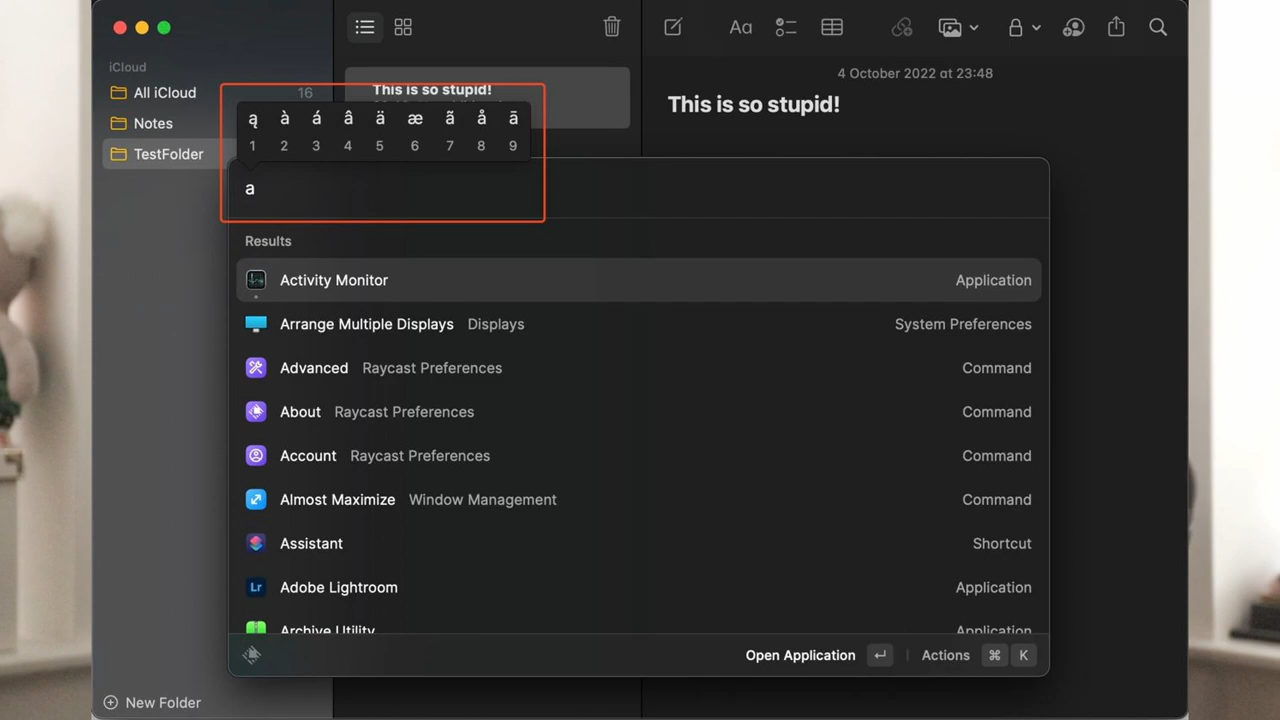 iCloud
All iCloud 16
Notes
TestFolder
New Folder
This is so stupid!
Aa
4 October 2022 at 23:48
This is so stupid!
ą à á â ä æ ã å ā
1 2 3 4 5 6 7 8 9
a
Results
Activity Monitor Application
Arrange Multiple Displays Displays System Preferences
Advanced Raycast Preferences Command
About Raycast Preferences Command
Account Raycast Preferences Command
Almost Maximize Window Management Command
Assistant Shortcut
Lr Adobe Lightroom Application
Archive Utility Application
Open Application ↵ Actions ⌘ K